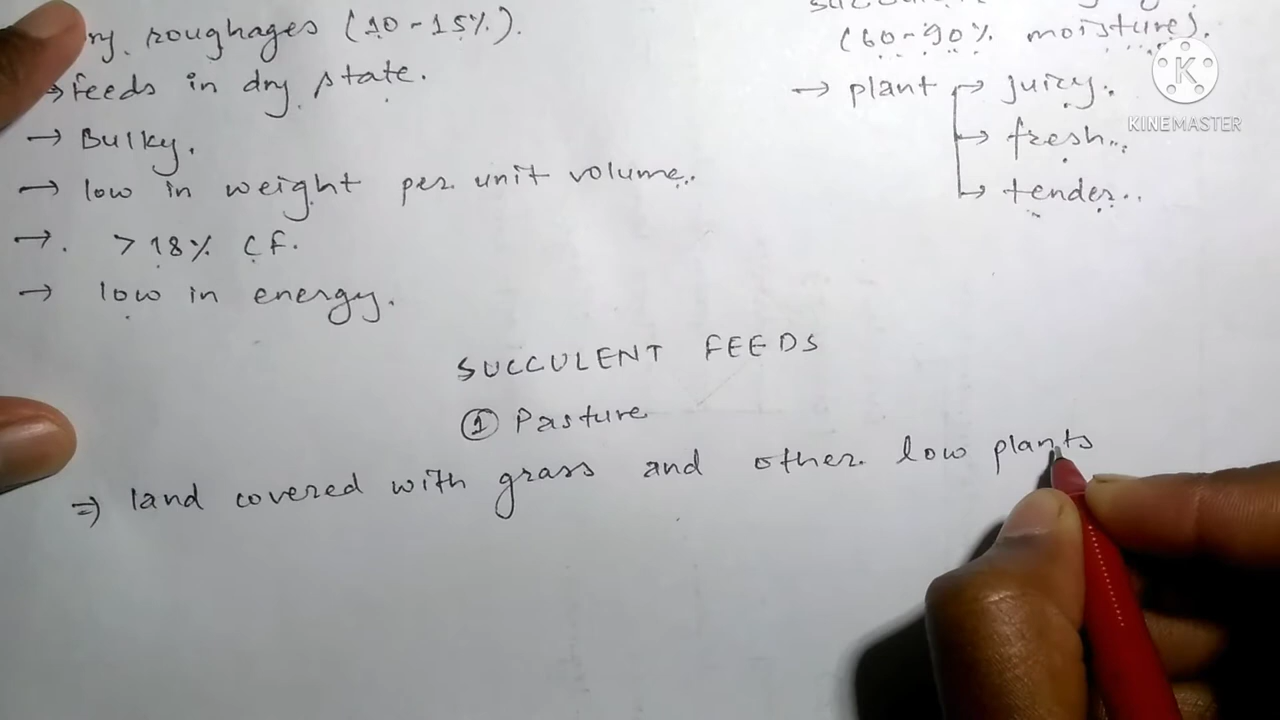 ry roughages (10-15%).
→ feeds in dry state.
→ Bulky.
→ low in weight per unit volume.
→ >18% CF.
→ low in energy.
(60-90% moisture).
→ plant → juicy.
→ fresh.
→ tender.
KINEMASTER
SUCCULENT FEEDS
① Pasture
⇒ land covered with grass and other low plants